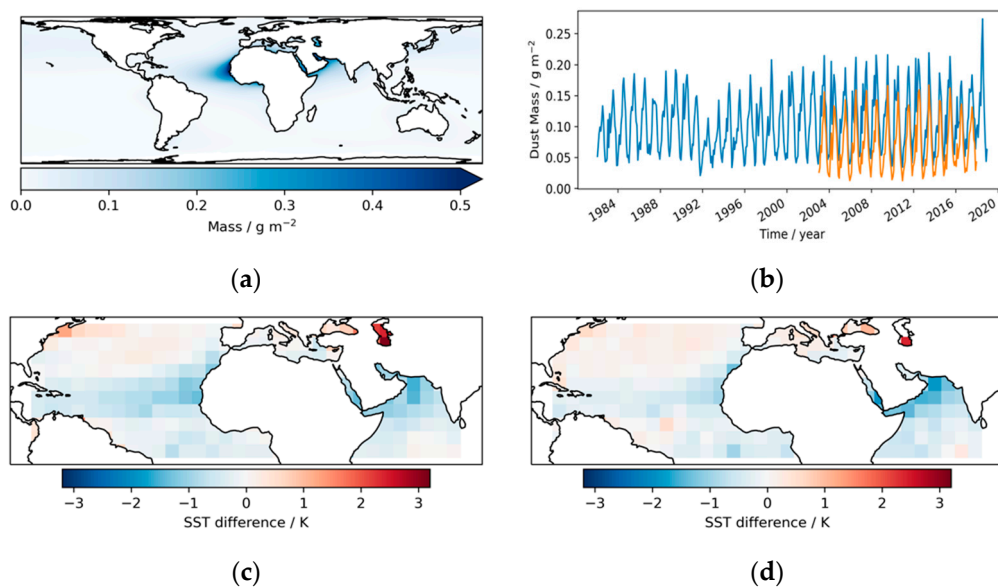 0.0 0.1 0.2 0.3 0.4 0.5
Mass / g m⁻²
(a)
Dust Mass / g m⁻²
0.25
0.20
0.15
0.10
0.05
0.00
1984 1988 1992 1996 2000 2004 2008 2012 2016 2020
Time / year
(b)
−3 −2 −1 0 1 2 3
SST difference / K
(c)
−3 −2 −1 0 1 2 3
SST difference / K
(d)